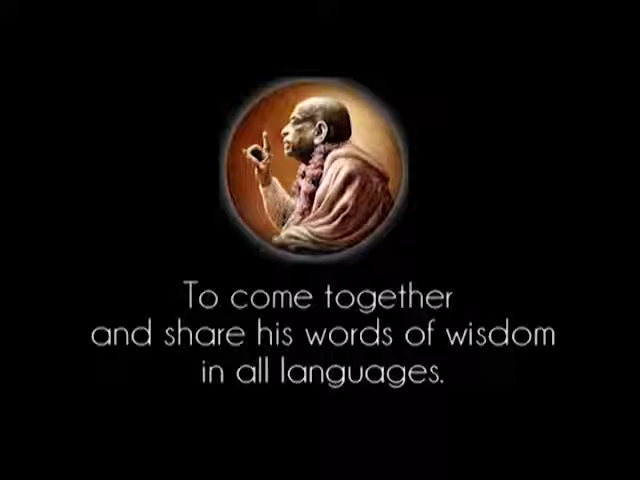 To come together
and share his words of wisdom
in all languages.